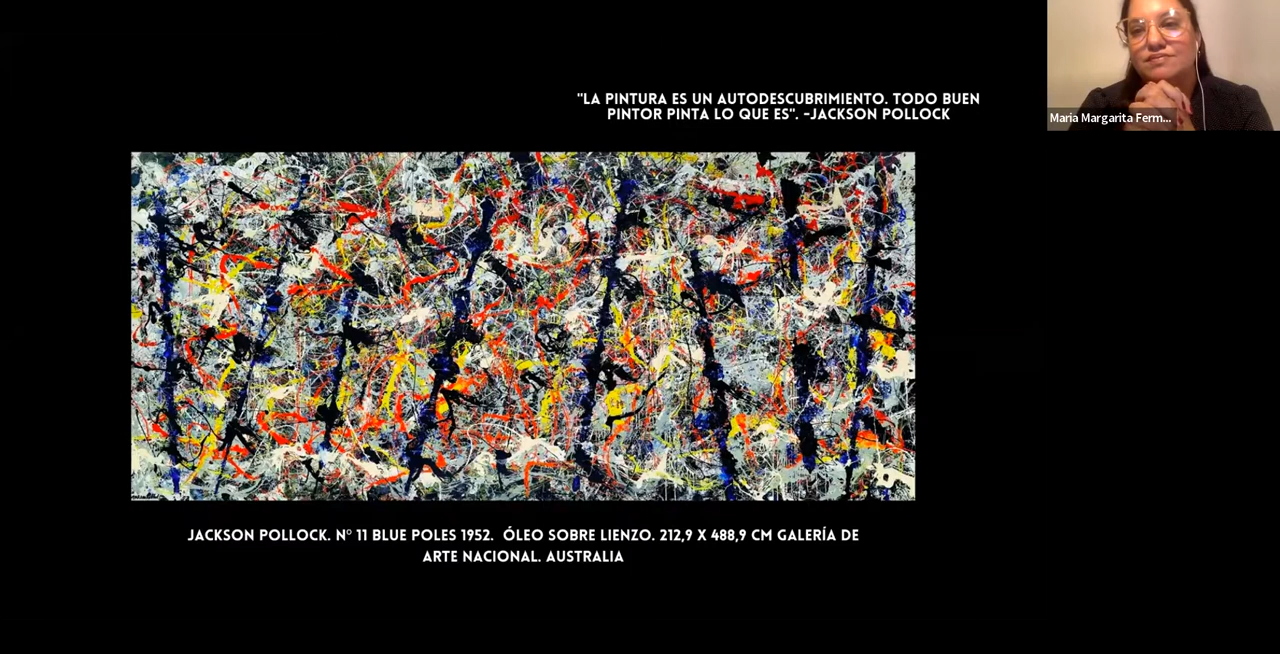 "LA PINTURA ES UN AUTODESCUBRIMIENTO. TODO BUEN
PINTOR PINTA LO QUE ES". -JACKSON POLLOCK
Maria Margarita Ferm...
JACKSON POLLOCK. Nº 11 BLUE POLES 1952. ÓLEO SOBRE LIENZO. 212,9 X 488,9 CM GALERÍA DE
ARTE NACIONAL. AUSTRALIA